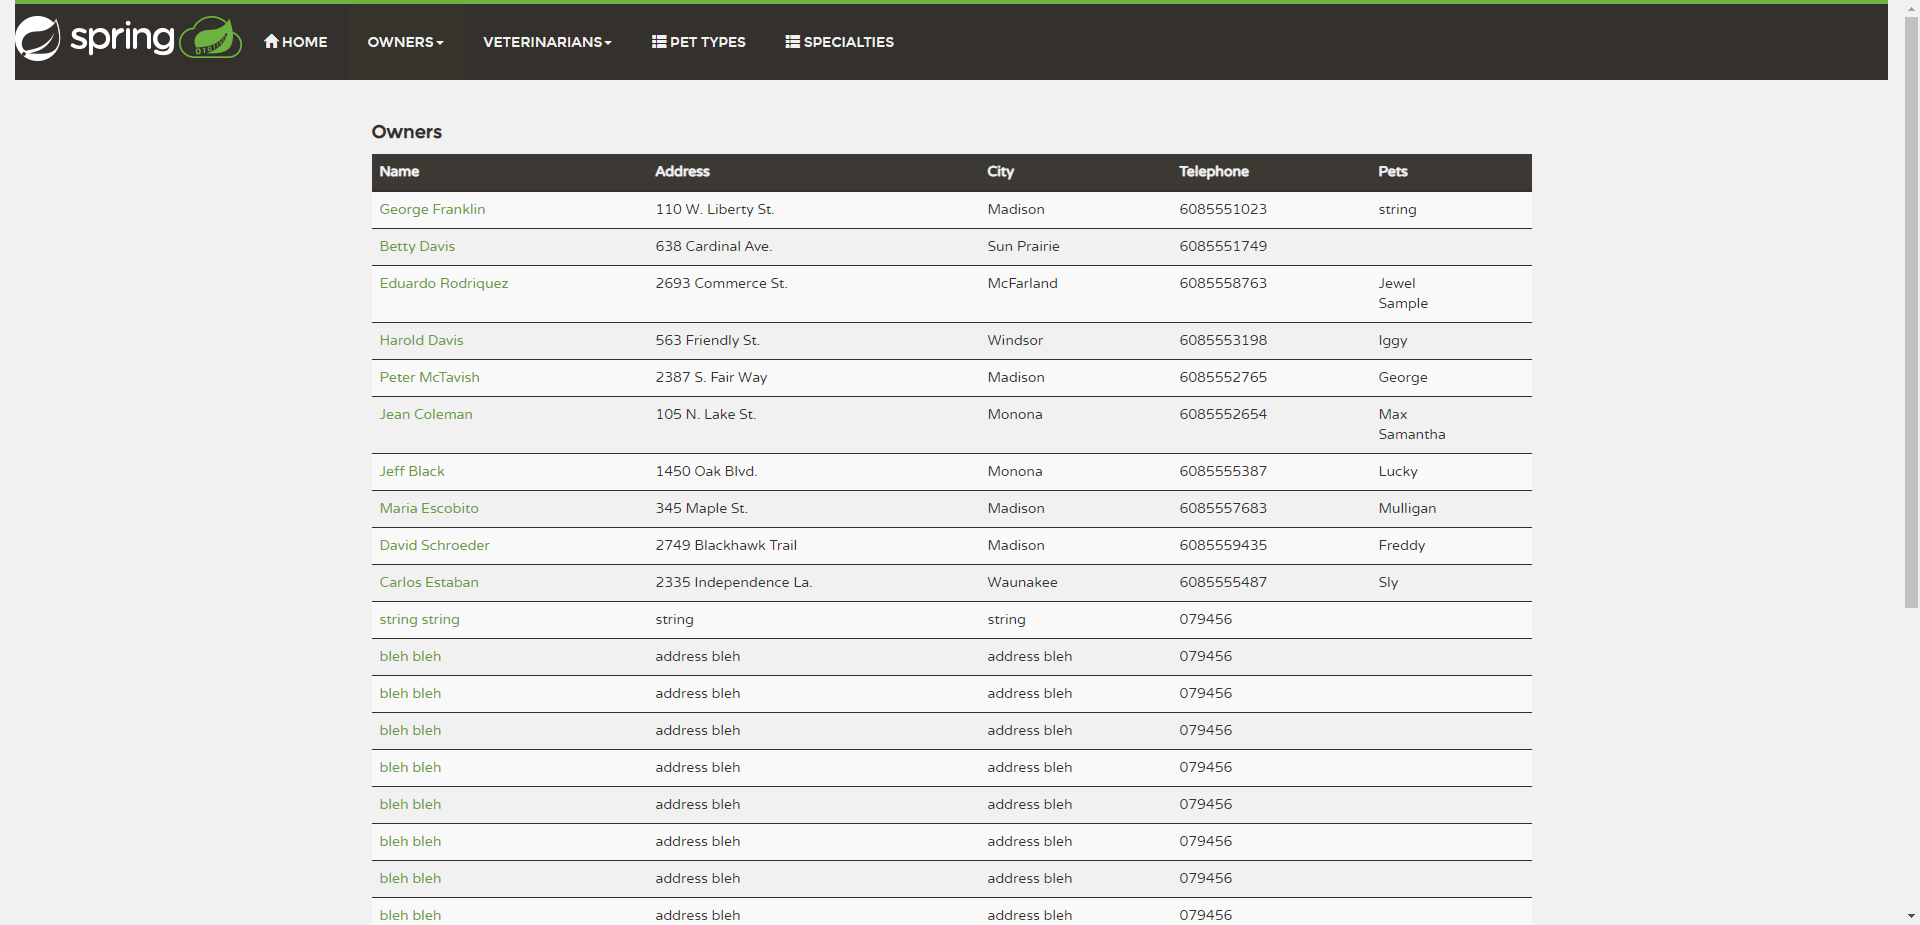 spring HOME OWNERS VETERINARIANS PET TYPES SPECIALTIES
Owners
Name Address City Telephone Pets
George Franklin 110 W. Liberty St. Madison 6085551023 string
Betty Davis 638 Cardinal Ave. Sun Prairie 6085551749
Eduardo Rodriquez 2693 Commerce St. McFarland 6085558763 Jewel
Sample
Harold Davis 563 Friendly St. Windsor 6085553198 Iggy
Peter McTavish 2387 S. Fair Way Madison 6085552765 George
Jean Coleman 105 N. Lake St. Monona 6085552654 Max
Samantha
Jeff Black 1450 Oak Blvd. Monona 6085555387 Lucky
Maria Escobito 345 Maple St. Madison 6085557683 Mulligan
David Schroeder 2749 Blackhawk Trail Madison 6085559435 Freddy
Carlos Estaban 2335 Independence La. Waunakee 6085555487 Sly
string string string string 079456
bleh bleh address bleh address bleh 079456
bleh bleh address bleh address bleh 079456
bleh bleh address bleh address bleh 079456
bleh bleh address bleh address bleh 079456
bleh bleh address bleh address bleh 079456
bleh bleh address bleh address bleh 079456
bleh bleh address bleh address bleh 079456
bleh bleh address bleh address bleh 079456